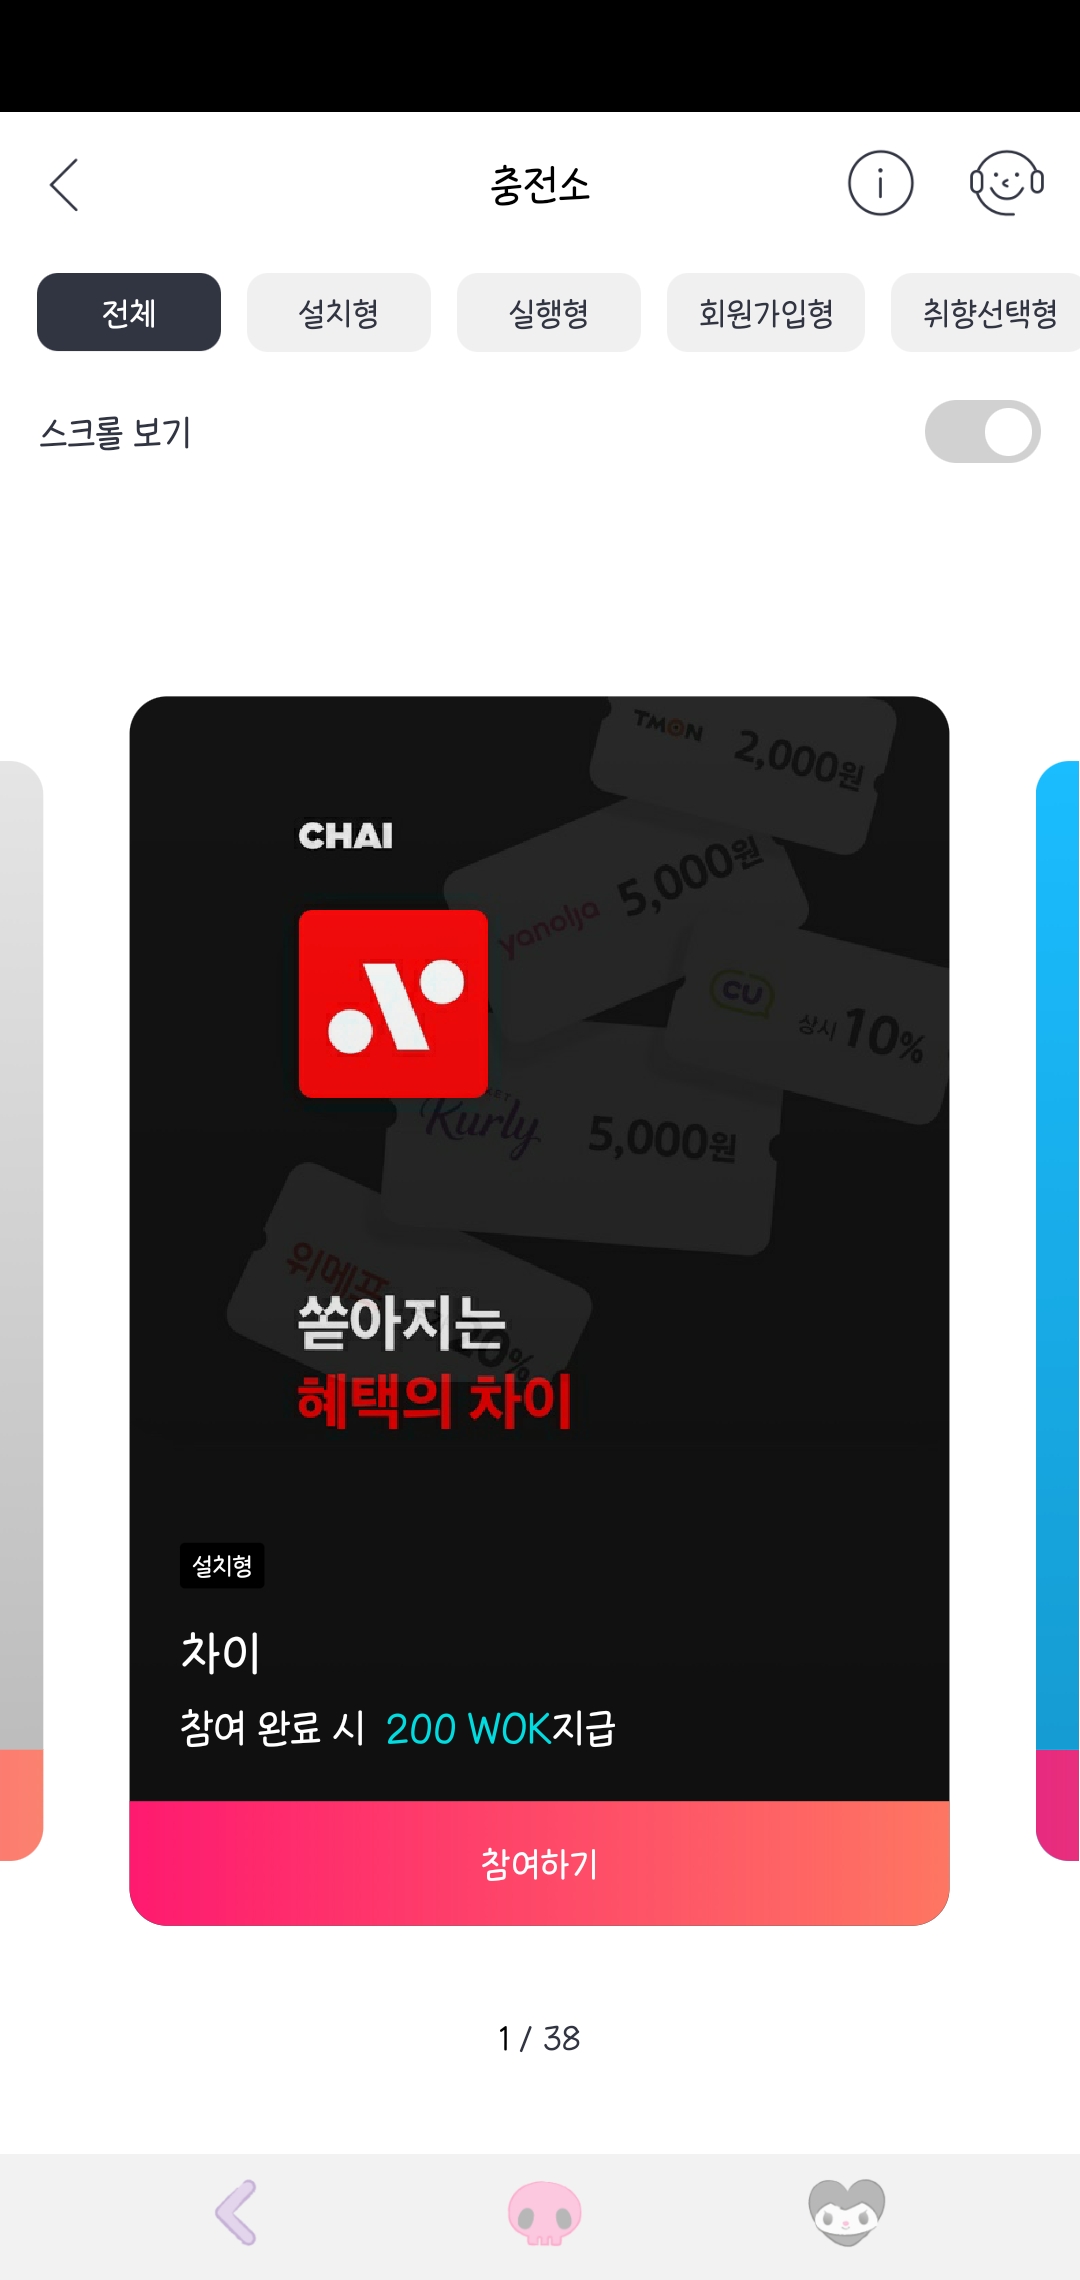 충전소
전체
설치형
실행형
회원가입형
취향선택형
스크롤 보기
TMON 2,000원
CHAI
yanolja 5,000원
CU 상시 10%
Kurly 5,000원
위메프 20%
쏟아지는
혜택의 차이
설치형
차이
참여 완료 시 200 WOK지급
참여하기
1 / 38